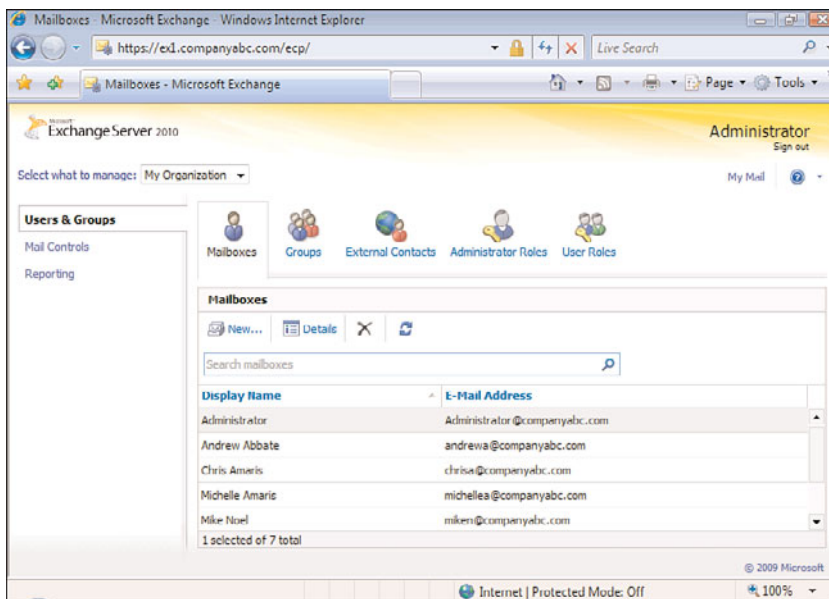 Mailboxes - Microsoft Exchange - Windows Internet Explorer
https://ex1.companyabc.com/ecp/
Live Search
Mailboxes - Microsoft Exchange
Page
Tools
Microsoft
Exchange Server 2010
Administrator
Sign out
Select what to manage: My Organization
My Mail
Users & Groups
Mail Controls
Reporting
Mailboxes
Groups
External Contacts
Administrator Roles
User Roles
Mailboxes
New...
Details
Search mailboxes
Display Name E-Mail Address
Administrator Administrator@companyabc.com
Andrew Abbate andrewa@companyabc.com
Chris Amaris chrisa@companyabc.com
Michelle Amaris michellea@companyabc.com
Mike Noel miken@companyabc.com
1 selected of 7 total
© 2009 Microsoft
Internet | Protected Mode: Off
100%